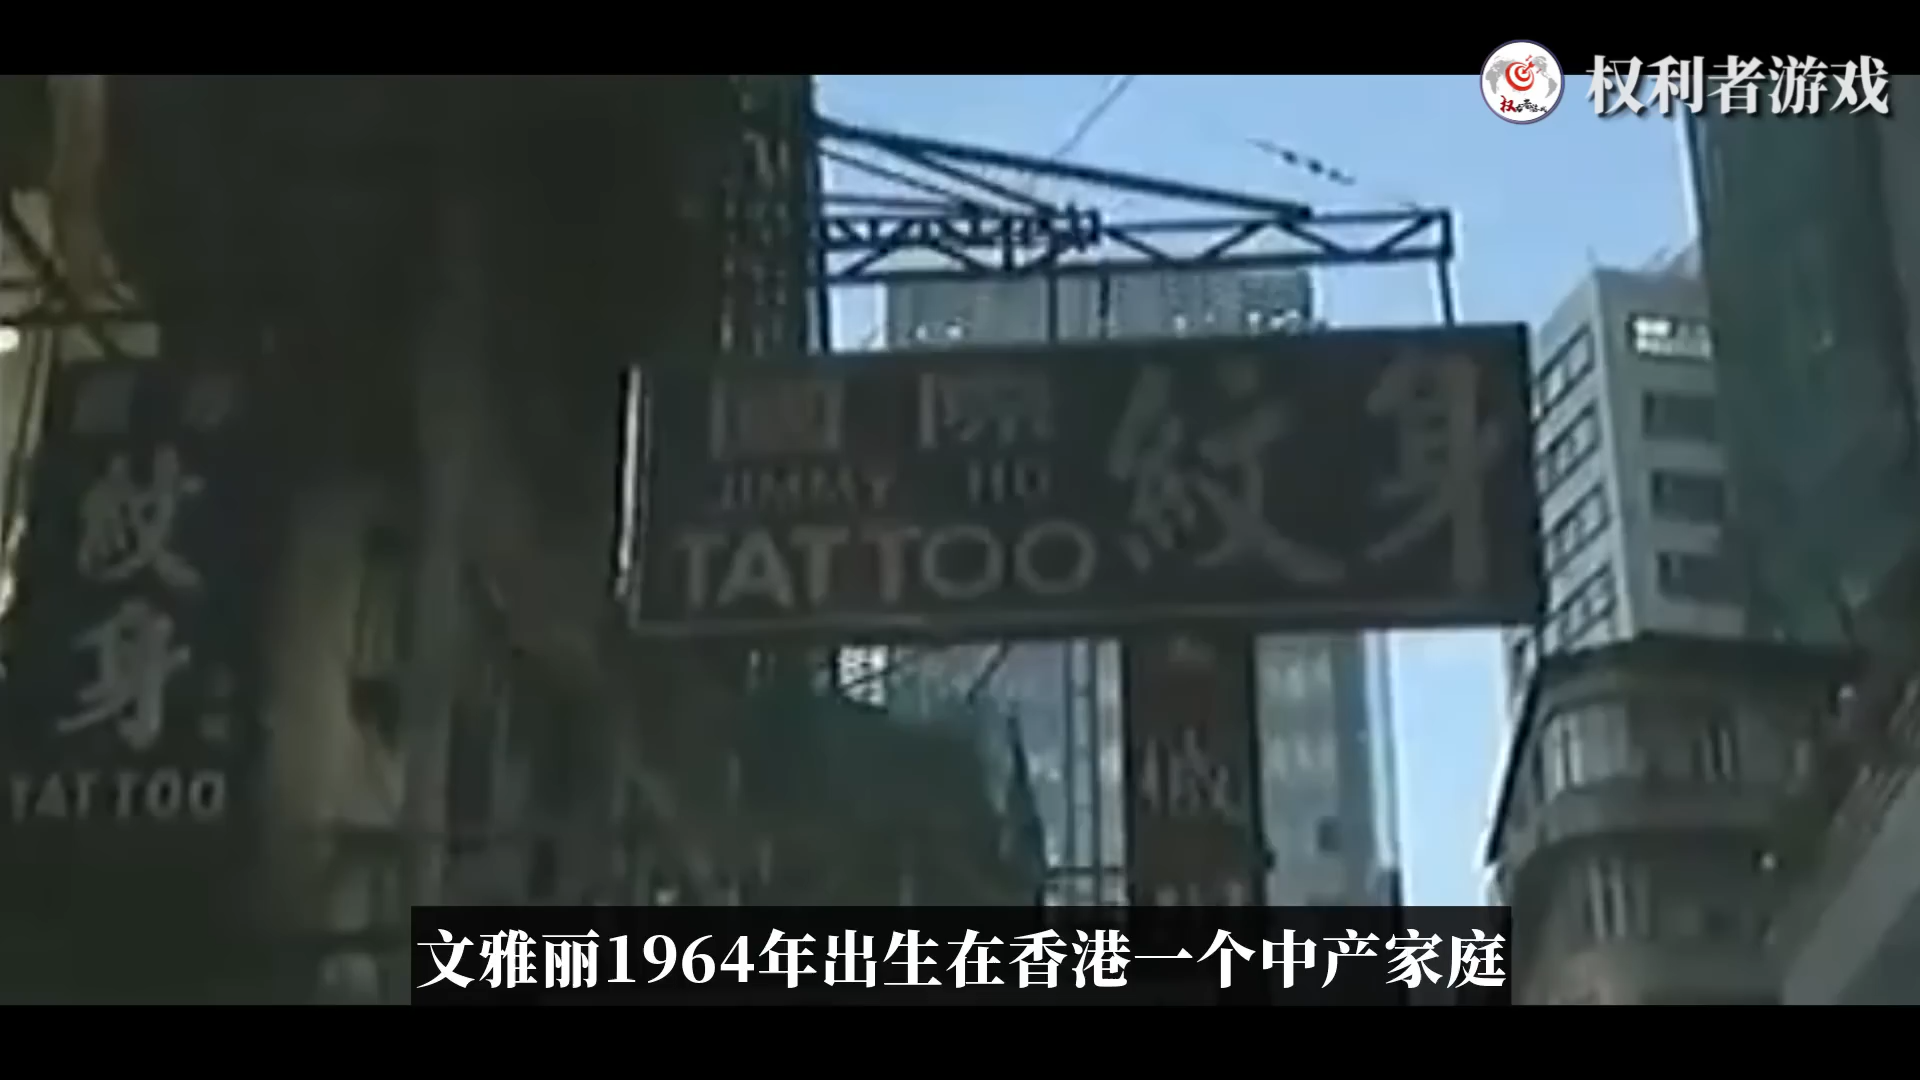 权利者游戏
國際 紋身
JIMMY HO
TATTOO
紋身
TATTOO
械
文雅丽1964年出生在香港一个中产家庭